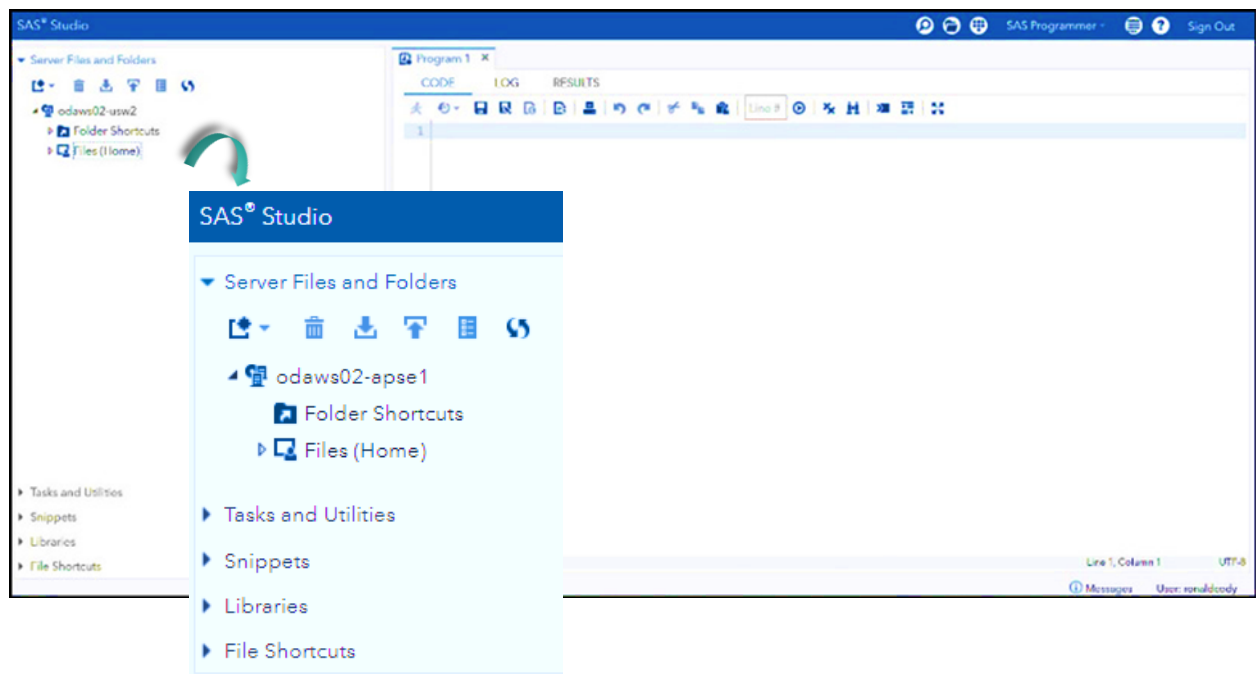 SAS® Studio
SAS Programmer
Sign Out
Server Files and Folders
odaws02-usw2
Folder Shortcuts
Files (Home)
Tasks and Utilities
Snippets
Libraries
File Shortcuts
Program 1
CODE LOG RESULTS
Line #
1
Line 1, Column 1 UTF-8
Messages User: ronaldcody
SAS® Studio
Server Files and Folders
odaws02-apse1
Folder Shortcuts
Files (Home)
Tasks and Utilities
Snippets
Libraries
File Shortcuts